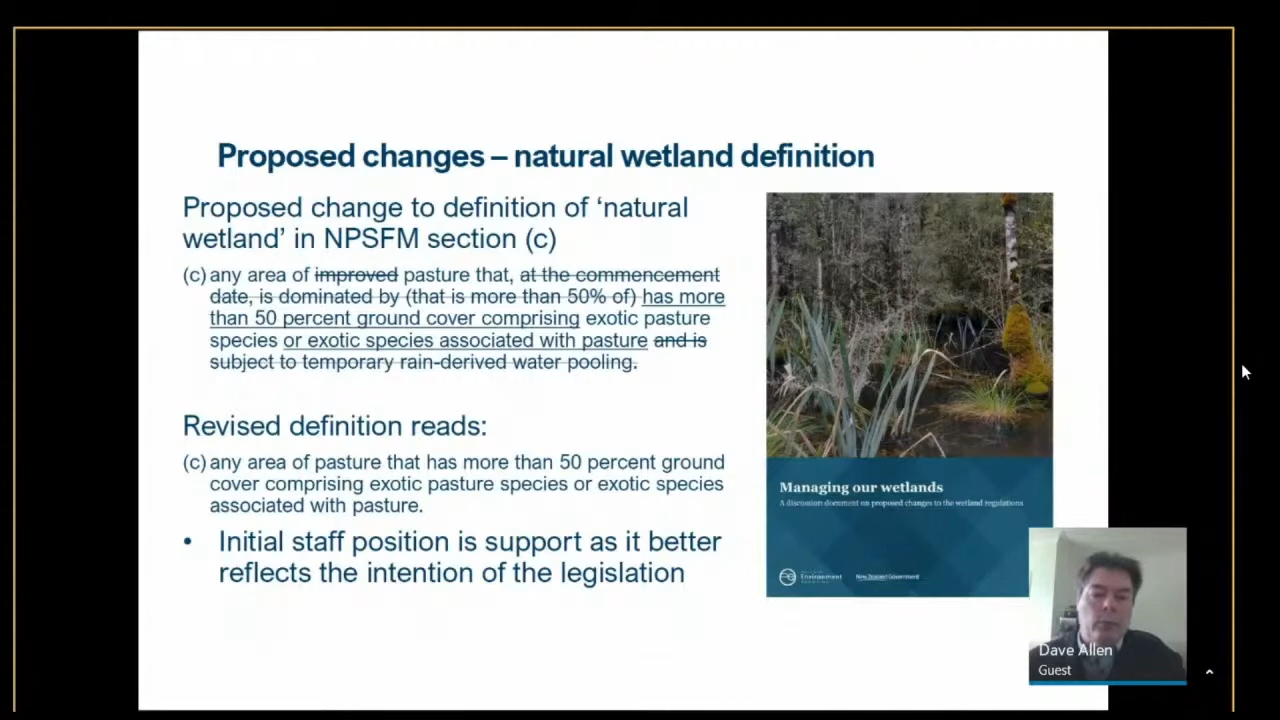 Proposed changes – natural wetland definition
Proposed change to definition of ‘natural
wetland’ in NPSFM section (c)
(c) any area of improved pasture that, at the commencement
date, is dominated by (that is more than 50% of) has more
than 50 percent ground cover comprising exotic pasture
species or exotic species associated with pasture and is
subject to temporary rain-derived water pooling.
Revised definition reads:
(c) any area of pasture that has more than 50 percent ground
cover comprising exotic pasture species or exotic species
associated with pasture.
• Initial staff position is support as it better
reflects the intention of the legislation
Managing our wetlands
A discussion document on proposed changes to the wetland regulations
Environment
New Zealand Government
Dave Allen
Guest